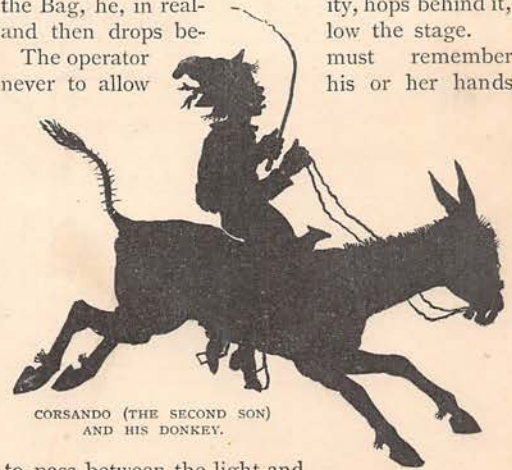 the Bag, he, in real-
ity, hops behind it,
and then drops be-
low the stage.
The operator
must remember
never to allow
his or her hands
CORSANDO (THE SECOND SON)
AND HIS DONKEY.
to pass between the light and